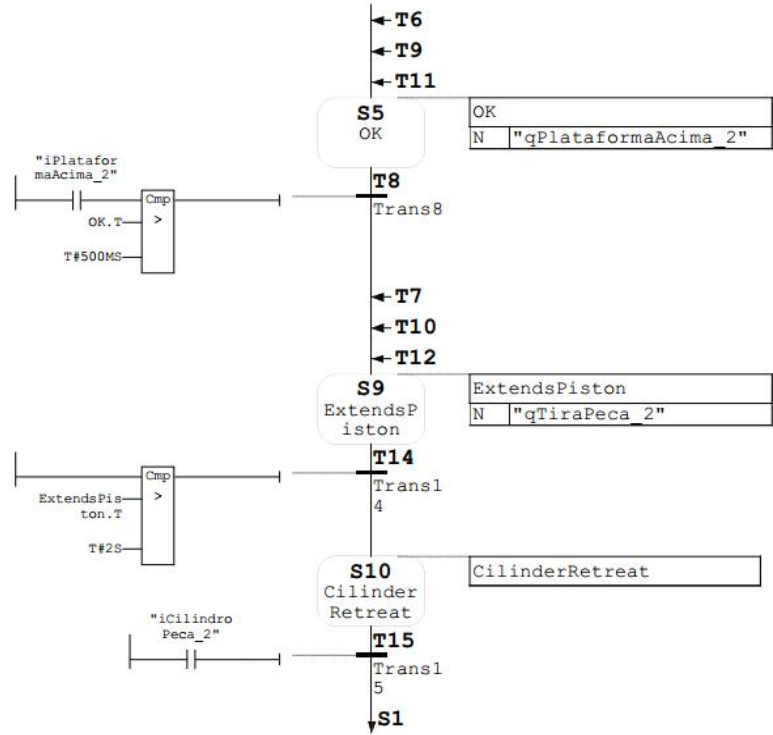 T6
T9
T11
S5
OK
OK
N "qPlataformaAcima_2"
"iPlatafor
maAcima_2"
T8
Trans8
Cmp
>
OK.T
T#500MS
T7
T10
T12
S9
ExtendsP
iston
ExtendsPiston
N "qTiraPeca_2"
T14
Trans1
4
Cmp
>
ExtendsPis
ton.T
T#2S
S10
Cilinder
Retreat
CilinderRetreat
"iCilindro
Peca_2"
T15
Trans1
5
S1